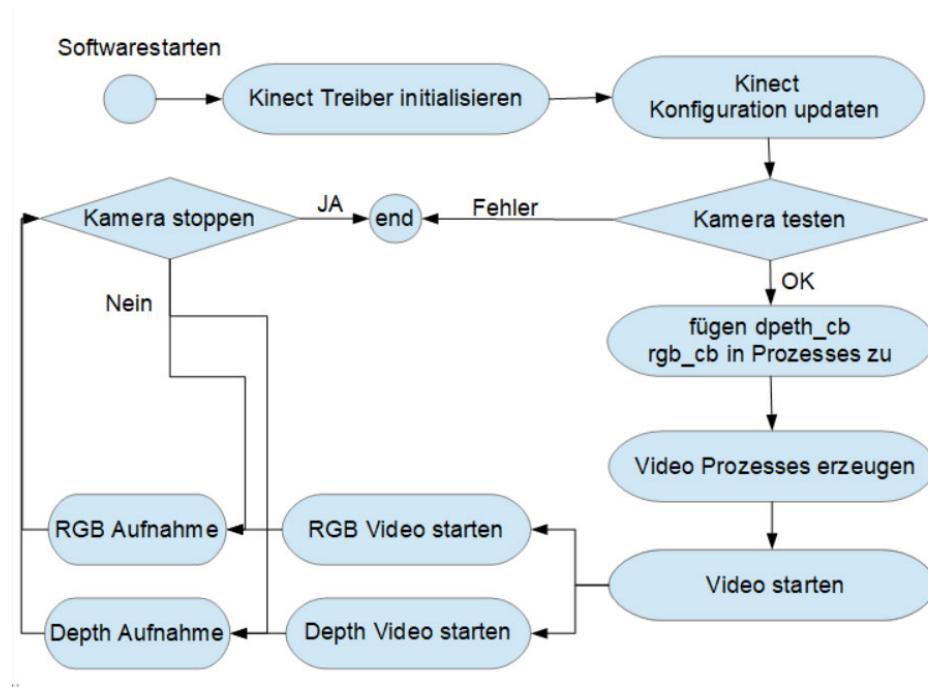 Softwarestarten
Kinect Treiber initialisieren
Kinect
Konfiguration updaten
Kamera stoppen
JA
end
Fehler
Kamera testen
Nein
OK
fügen dpeth_cb
rgb_cb in Prozesses zu
Video Prozesses erzeugen
RGB Aufnahme
RGB Video starten
Video starten
Depth Aufnahme
Depth Video starten